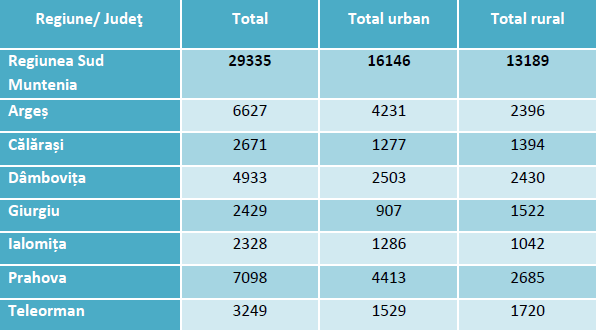 Regiune/ Judeţ Total Total urban Total rural
Regiunea Sud 29335 16146 13189
Muntenia
Argeș 6627 4231 2396
Călărași 2671 1277 1394
Dâmbovița 4933 2503 2430
Giurgiu 2429 907 1522
Ialomița 2328 1286 1042
Prahova 7098 4413 2685
Teleorman 3249 1529 1720